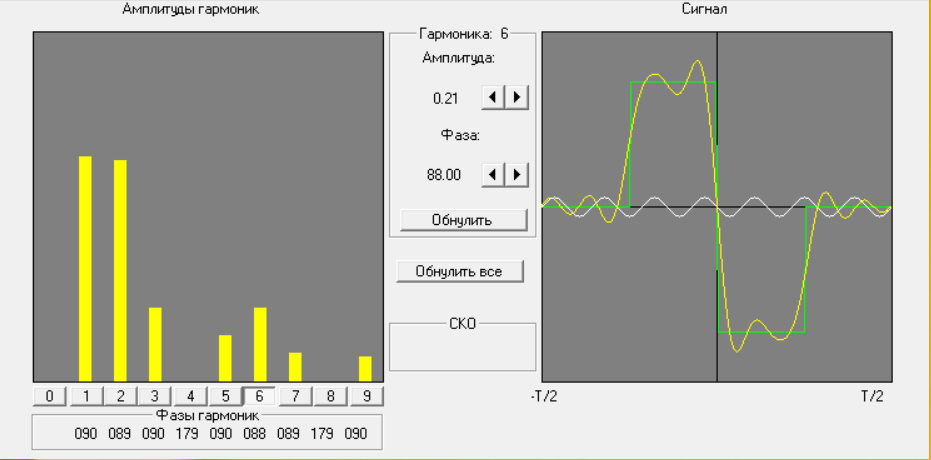 Амплитуды гармоник
Сигнал
Гармоника: 6
Амплитуда:
0.21
Фаза:
88.00
Обнулить
Обнулить все
СКО
0 1 2 3 4 5 6 7 8 9
-T/2 T/2
Фазы гармоник
090 089 090 179 090 088 089 179 090